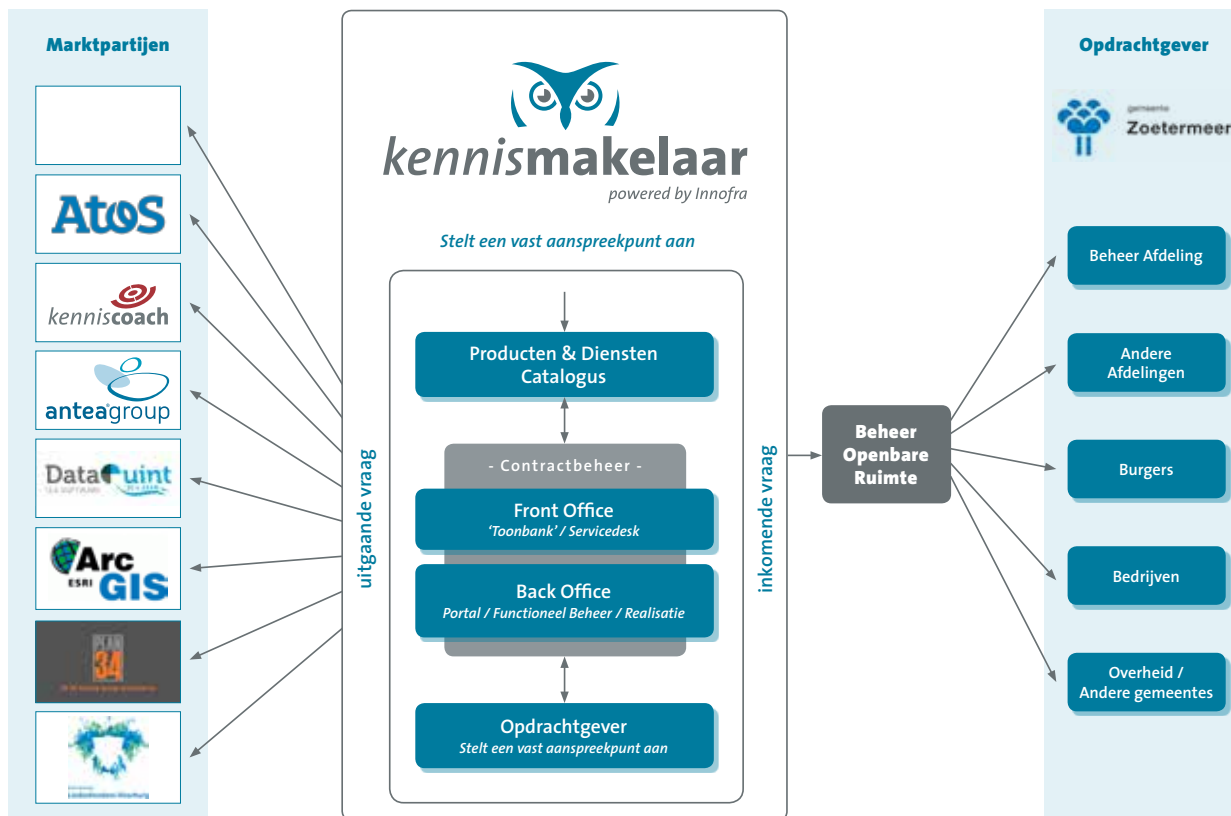 Marktpartijen
Atos
kenniscoach
anteagroup
DataQuint
Arc
ESRI
GIS
PLAN
34
kennismakelaar
powered by Innofra
Stelt een vast aanspreekpunt aan
Producten & Diensten
Catalogus
- Contractbeheer -
Front Office
‘Toonbank’ / Servicedesk
Back Office
Portal / Functioneel Beheer / Realisatie
Opdrachtgever
Stelt een vast aanspreekpunt aan
uitgaande vraag
inkomende vraag
Beheer
Openbare
Ruimte
Opdrachtgever
gemeente
Zoetermeer
Beheer Afdeling
Andere
Afdelingen
Burgers
Bedrijven
Overheid /
Andere gemeentes